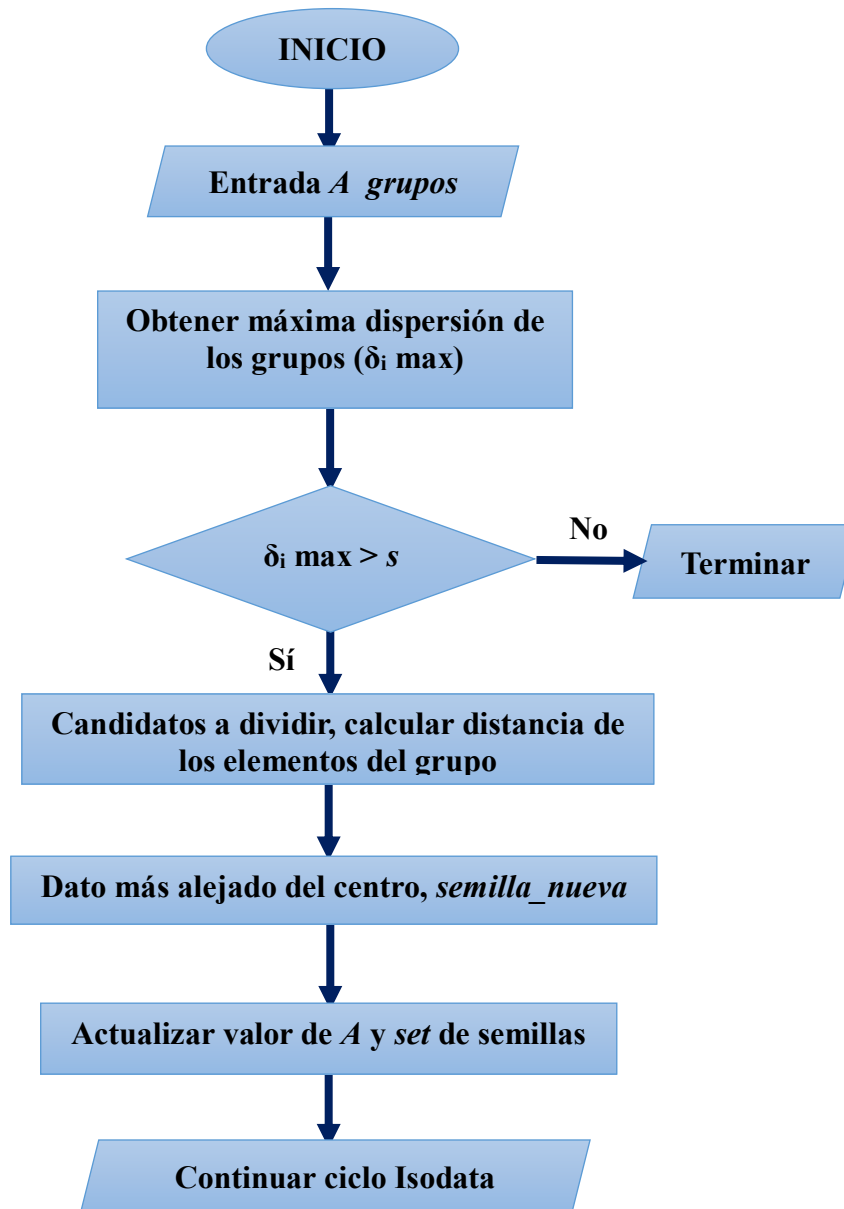 INICIO
Entrada A grupos
Obtener máxima dispersión de
los grupos (δi max)
δi max > s
No
Terminar
Sí
Candidatos a dividir, calcular distancia de
los elementos del grupo
Dato más alejado del centro, semilla_nueva
Actualizar valor de A y set de semillas
Continuar ciclo Isodata